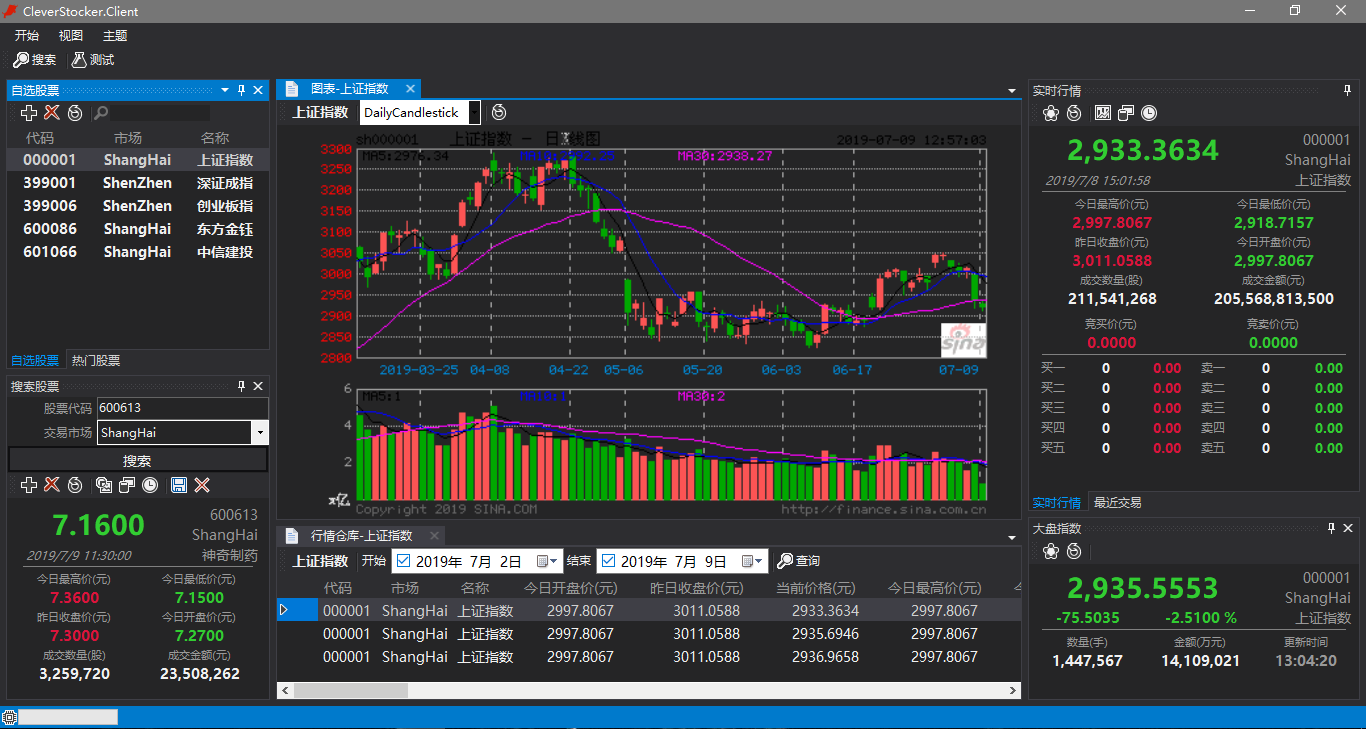 CleverStocker.Client
开始 视图 主题
搜索 测试
自选股票
代码 市场 名称
000001 ShangHai 上证指数
399001 ShenZhen 深证成指
399006 ShenZhen 创业板指
600086 ShangHai 东方金钰
601066 ShangHai 中信建投
自选股票 热门股票
搜索股票
股票代码 600613
交易市场 ShangHai
搜索
7.1600
600613
ShangHai
2019/7/9 11:30:00 神奇制药
今日最高价(元) 今日最低价(元)
7.3600 7.1500
昨日收盘价(元) 今日开盘价(元)
7.3000 7.2700
成交数量(股) 成交金额(元)
3,259,720 23,508,262
图表-上证指数
上证指数 DailyCandlestick
sh000001 上证指数 - 日K线图 2019-07-09 12:57:03
MA5:2976.34 MA30:2938.27
3300
3250
3200
3150
3100
3050
3000
2950
2900
2850
2800
sina
2019-03-25 04-08 04-22 05-06 05-20 06-03 06-17 07-09
6
MA5:1 MA10:1 MA30:2
4
2
x亿
Copyright 2019 SINA.COM http://finance.sina.com.cn
行情仓库-上证指数
上证指数 开始 2019年 7月 2日 结束 2019年 7月 9日 查询
代码 市场 名称 今日开盘价(元) 昨日收盘价(元) 当前价格(元) 今日最高价(元)
000001 ShangHai 上证指数 2997.8067 3011.0588 2933.3634 2997.8067
000001 ShangHai 上证指数 2997.8067 3011.0588 2935.6946 2997.8067
000001 ShangHai 上证指数 2997.8067 3011.0588 2936.9658 2997.8067
实时行情
2,933.3634
000001
ShangHai
2019/7/8 15:01:58 上证指数
今日最高价(元) 今日最低价(元)
2,997.8067 2,918.7157
昨日收盘价(元) 今日开盘价(元)
3,011.0588 2,997.8067
成交数量(股) 成交金额(元)
211,541,268 205,568,813,500
竞买价(元) 竞卖价(元)
0.0000 0.0000
买一 0 0.00 卖一 0 0.00
买二 0 0.00 卖二 0 0.00
买三 0 0.00 卖三 0 0.00
买四 0 0.00 卖四 0 0.00
买五 0 0.00 卖五 0 0.00
实时行情 最近交易
大盘指数
2,935.5553
000001
ShangHai
-75.5035 -2.5100 % 上证指数
数量(手) 金额(万元) 更新时间
1,447,567 14,109,021 13:04:20